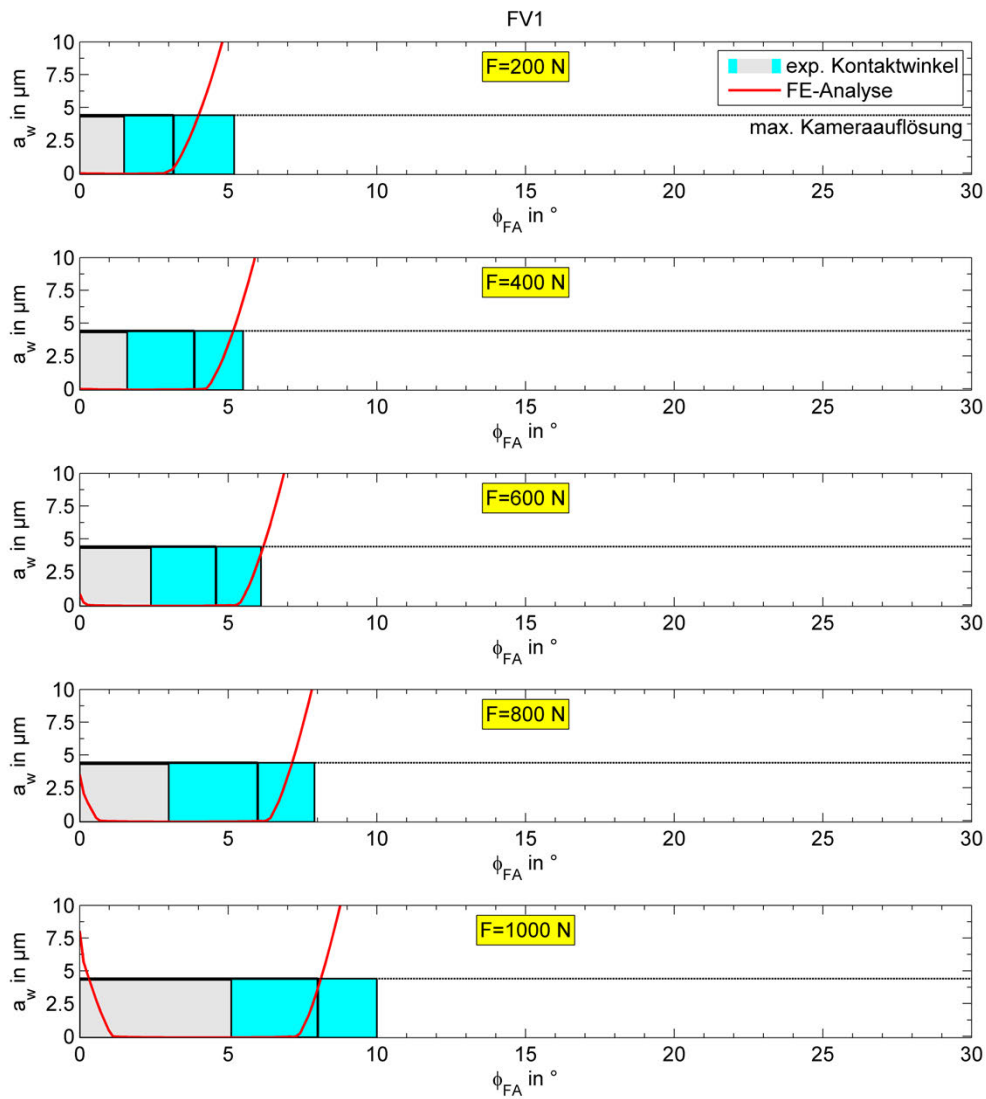 FV1
10
7.5
5
2.5
0
a_w in µm
F=200 N
exp. Kontaktwinkel
FE-Analyse
max. Kameraauflösung
0 5 10 15 20 25 30
ϕ_FA in °
10
7.5
5
2.5
0
a_w in µm
F=400 N
0 5 10 15 20 25 30
ϕ_FA in °
10
7.5
5
2.5
0
a_w in µm
F=600 N
0 5 10 15 20 25 30
ϕ_FA in °
10
7.5
5
2.5
0
a_w in µm
F=800 N
0 5 10 15 20 25 30
ϕ_FA in °
10
7.5
5
2.5
0
a_w in µm
F=1000 N
0 5 10 15 20 25 30
ϕ_FA in °